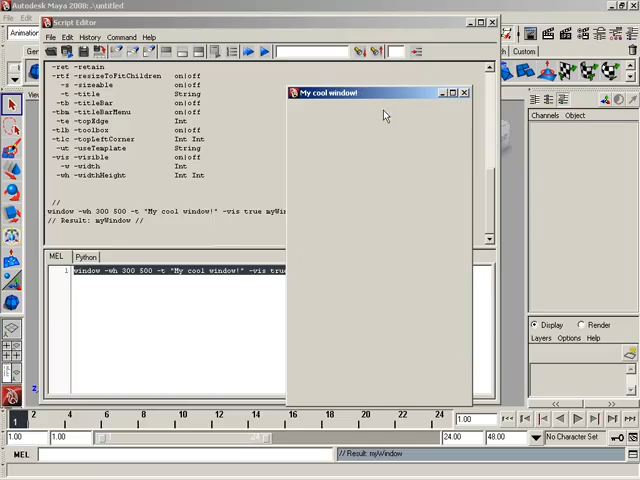 Autodesk Maya 2008: .\untitled
File
Script Editor
File Edit History Command Help
Animation
Custom
-ret -retain
-rtf -resizeToFitChildren on|off
-s -sizeable on|off
-t -title String
-tb -titleBar on|off
-tbm -titleBarMenu on|off
-te -topEdge Int
-tlb -toolbox on|off
-tlc -topLeftCorner Int Int
-ut -useTemplate String
-vis -visible on|off
-w -width Int
-wh -widthHeight Int Int
//
window -wh 300 500 -t "My cool window!" -vis true myWin
// Result: myWindow //
MEL Python
1 window -wh 300 500 -t "My cool window!" -vis true
My cool window!
Channels Object
Display Render
Layers Options Help
1 2 4 6 8 10 12 14 16 18 20 22 24
1.00
1.00 1.00 24 24.00 48.00 No Character Set
MEL // Result: myWindow